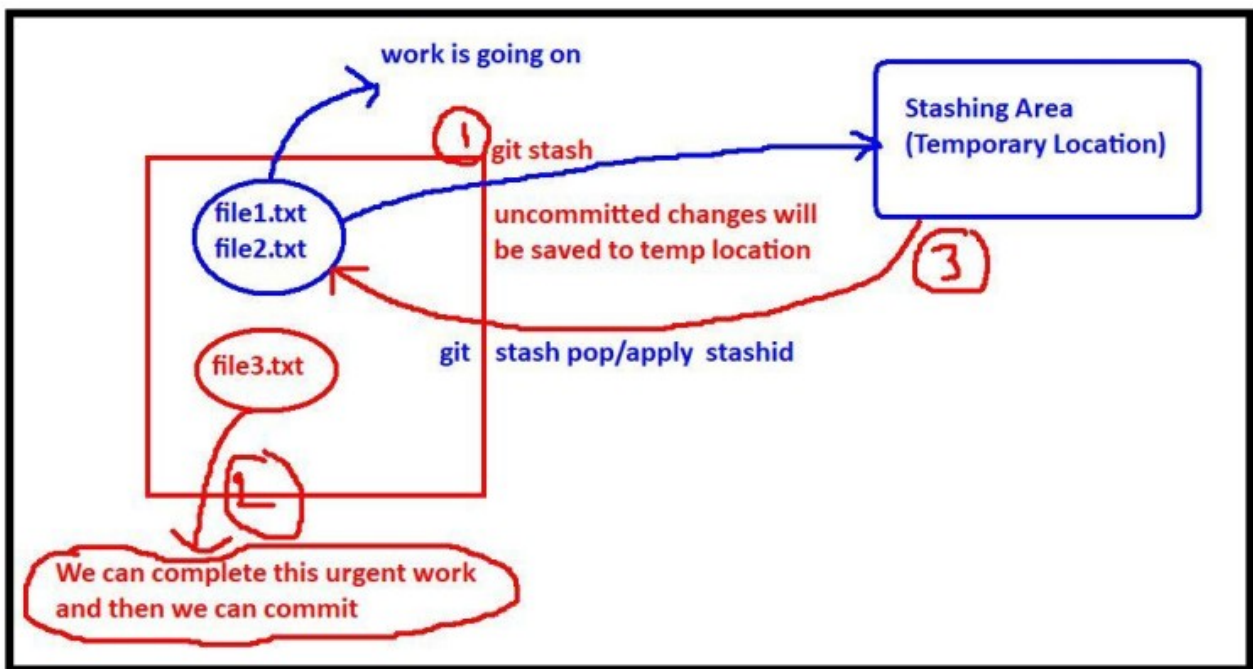 work is going on
Stashing Area
(Temporary Location)
1
git stash
file1.txt
file2.txt
uncommitted changes will
be saved to temp location
3
git stash pop/apply stashid
file3.txt
2
We can complete this urgent work
and then we can commit